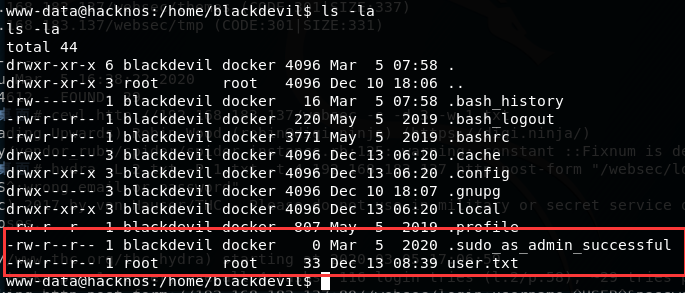 www-data@hacknos:/home/blackdevil$ ls -la
ls -la
total 44
drwxr-xr-x 6 blackdevil docker 4096 Mar  5 07:58 .
drwxr-xr-x 3 root       root   4096 Dec 10 18:06 ..
-rw------- 1 blackdevil docker   16 Mar  5 07:58 .bash_history
-rw-r--r-- 1 blackdevil docker  220 May  5  2019 .bash_logout
-rw-r--r-- 1 blackdevil docker 3771 May  5  2019 .bashrc
drwx------ 3 blackdevil docker 4096 Dec 13 06:20 .cache
drwxr-xr-x 3 blackdevil docker 4096 Dec 13 06:20 .config
drwx------ 3 blackdevil docker 4096 Dec 10 18:07 .gnupg
drwxr-xr-x 3 blackdevil docker 4096 Dec 13 06:20 .local
-rw-r--r-- 1 blackdevil docker  807 May  5  2019 .profile
-rw-r--r-- 1 blackdevil docker    0 Mar  5  2020 .sudo_as_admin_successful
-rw-r--r-- 1 root       root     33 Dec 13 08:39 user.txt
www-data@hacknos:/home/blackdevil$